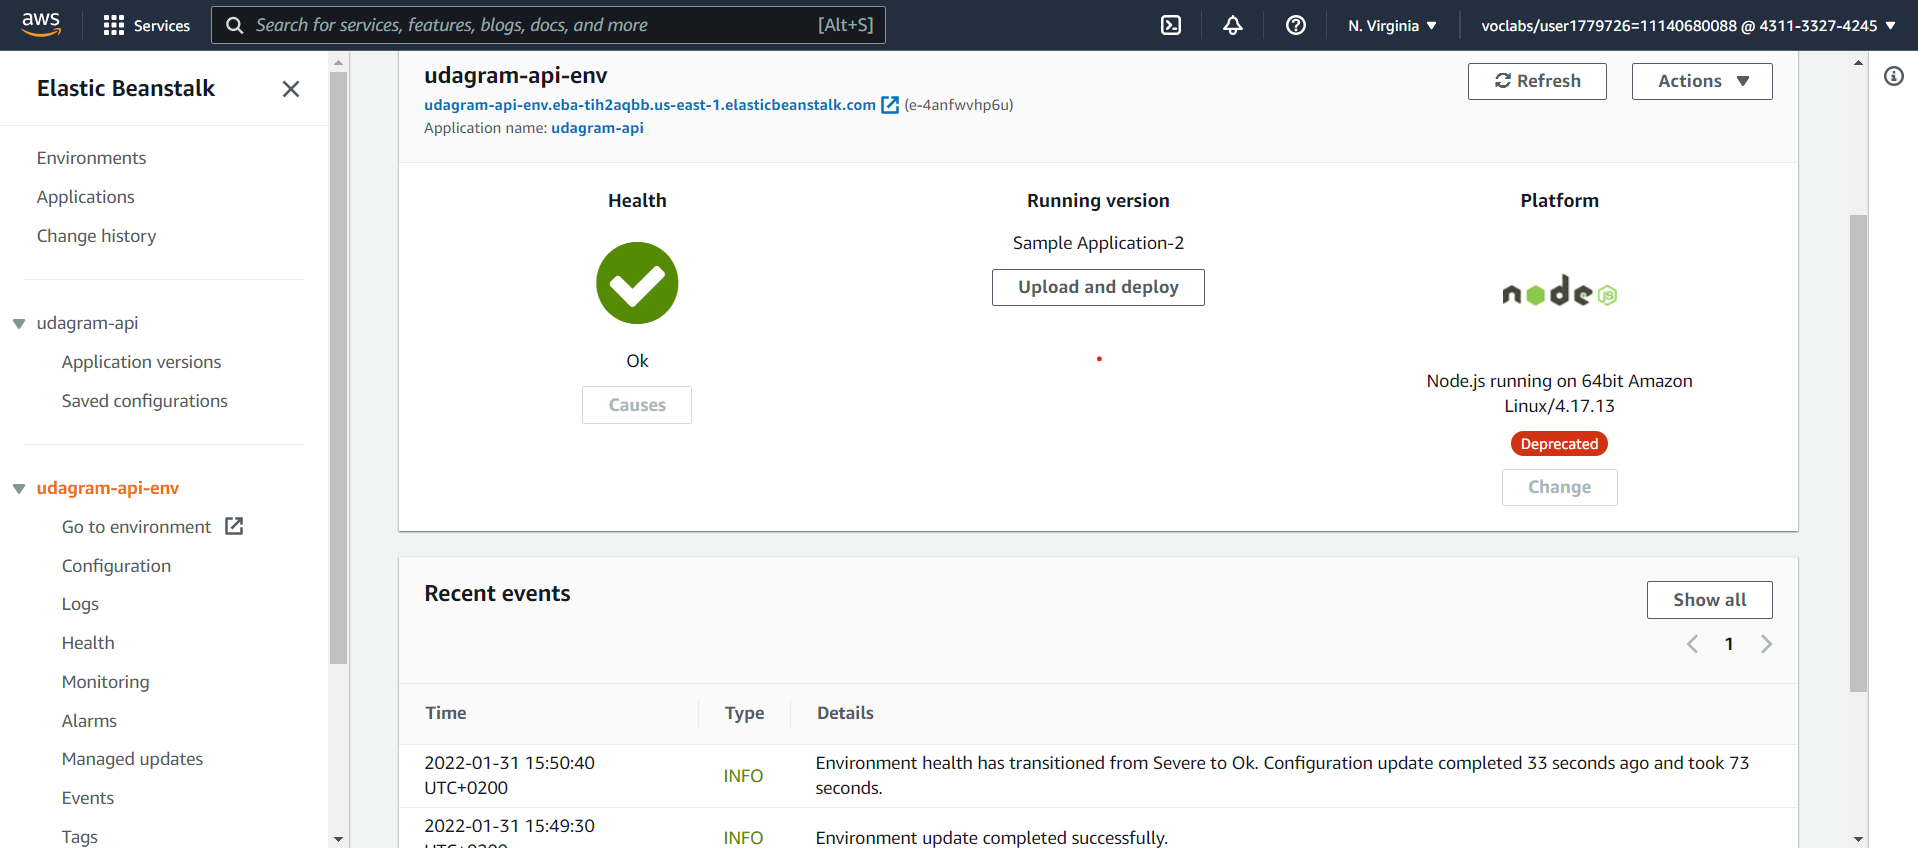 aws
Services
Search for services, features, blogs, docs, and more
[Alt+S]
N. Virginia
voclabs/user1779726=11140680088 @ 4311-3327-4245
Elastic Beanstalk
Environments
Applications
Change history
udagram-api
Application versions
Saved configurations
udagram-api-env
Go to environment
Configuration
Logs
Health
Monitoring
Alarms
Managed updates
Events
Tags
udagram-api-env
udagram-api-env.eba-tih2aqbb.us-east-1.elasticbeanstalk.com (e-4anfwvhp6u)
Application name: udagram-api
Refresh
Actions
Health
Ok
Causes
Running version
Sample Application-2
Upload and deploy
Platform
node JS
Node.js running on 64bit Amazon
Linux/4.17.13
Deprecated
Change
Recent events
Show all
1
Time
Type
Details
2022-01-31 15:50:40
UTC+0200
INFO
Environment health has transitioned from Severe to Ok. Configuration update completed 33 seconds ago and took 73
seconds.
2022-01-31 15:49:30
UTC+0200
INFO
Environment update completed successfully.